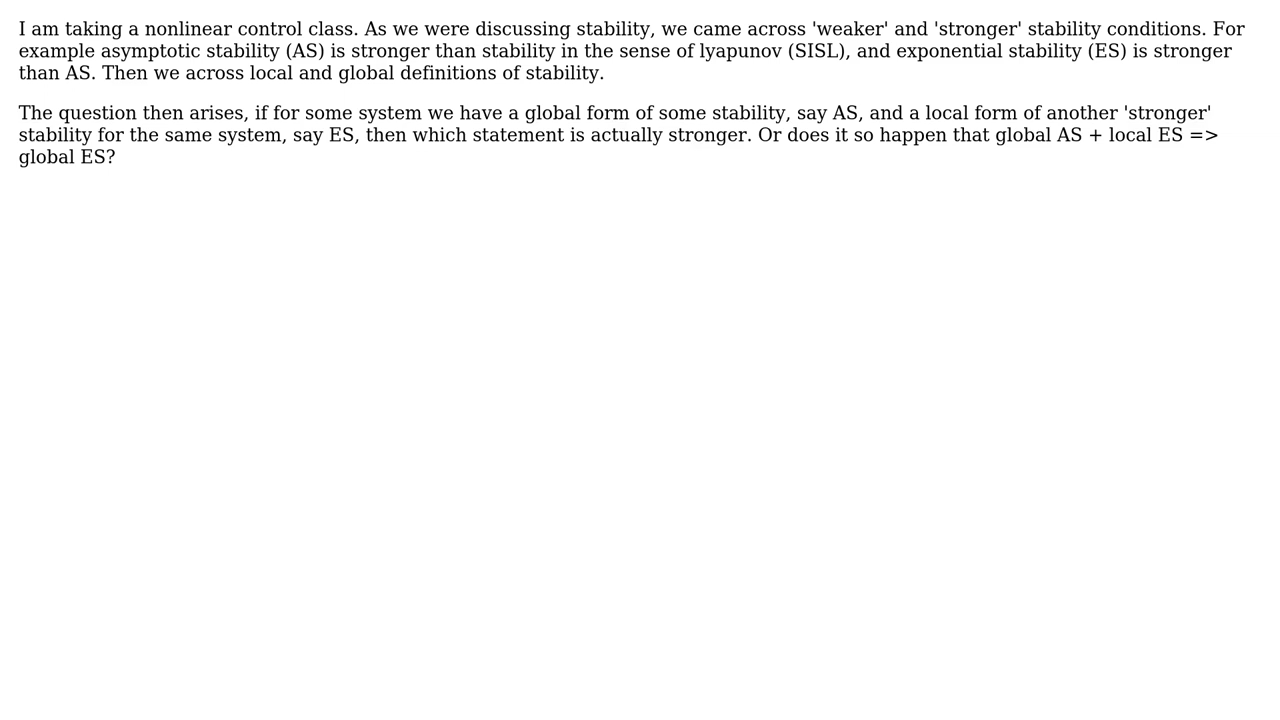 I am taking a nonlinear control class. As we were discussing stability, we came across 'weaker' and 'stronger' stability conditions. For
example asymptotic stability (AS) is stronger than stability in the sense of lyapunov (SISL), and exponential stability (ES) is stronger
than AS. Then we across local and global definitions of stability.
The question then arises, if for some system we have a global form of some stability, say AS, and a local form of another 'stronger'
stability for the same system, say ES, then which statement is actually stronger. Or does it so happen that global AS + local ES =>
global ES?